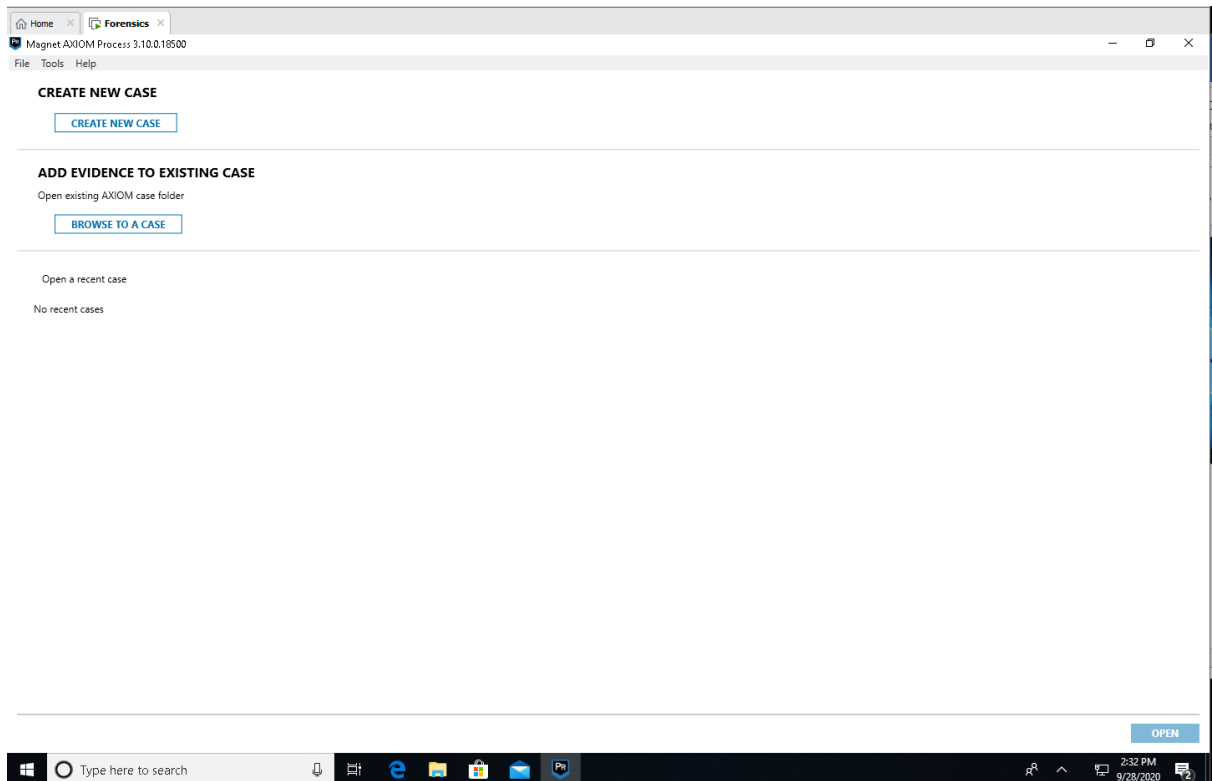 Home
Forensics
Magnet AXIOM Process 3.10.0.18500
File Tools Help
CREATE NEW CASE
CREATE NEW CASE
ADD EVIDENCE TO EXISTING CASE
Open existing AXIOM case folder
BROWSE TO A CASE
Open a recent case
No recent cases
OPEN
Type here to search
PR
2:32 PM
9/28/2020
2